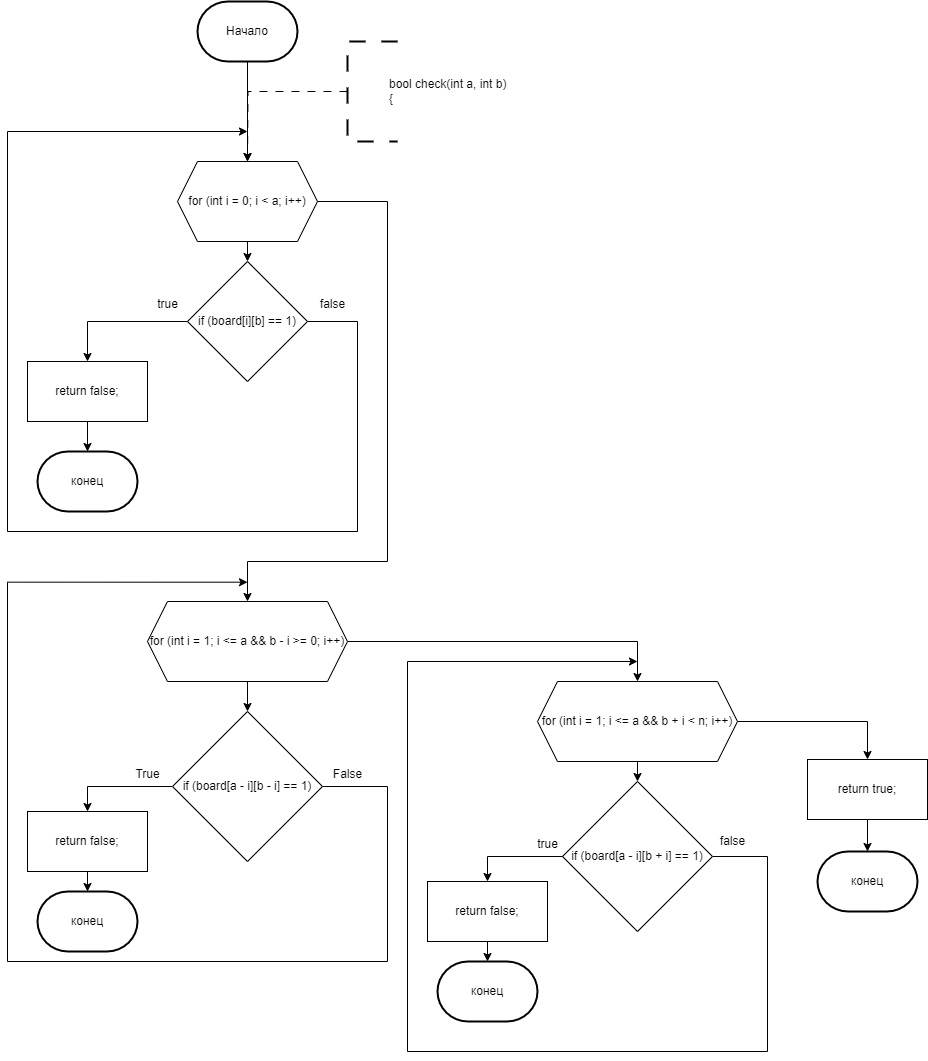 Начало
bool check(int a, int b)
{
for (int i = 0; i < a; i++)
true
false
if (board[i][b] == 1)
return false;
конец
for (int i = 1; i <= a && b - i >= 0; i++)
True
False
if (board[a - i][b - i] == 1)
return false;
конец
for (int i = 1; i <= a && b + i < n; i++)
return true;
конец
true
false
if (board[a - i][b + i] == 1)
return false;
конец